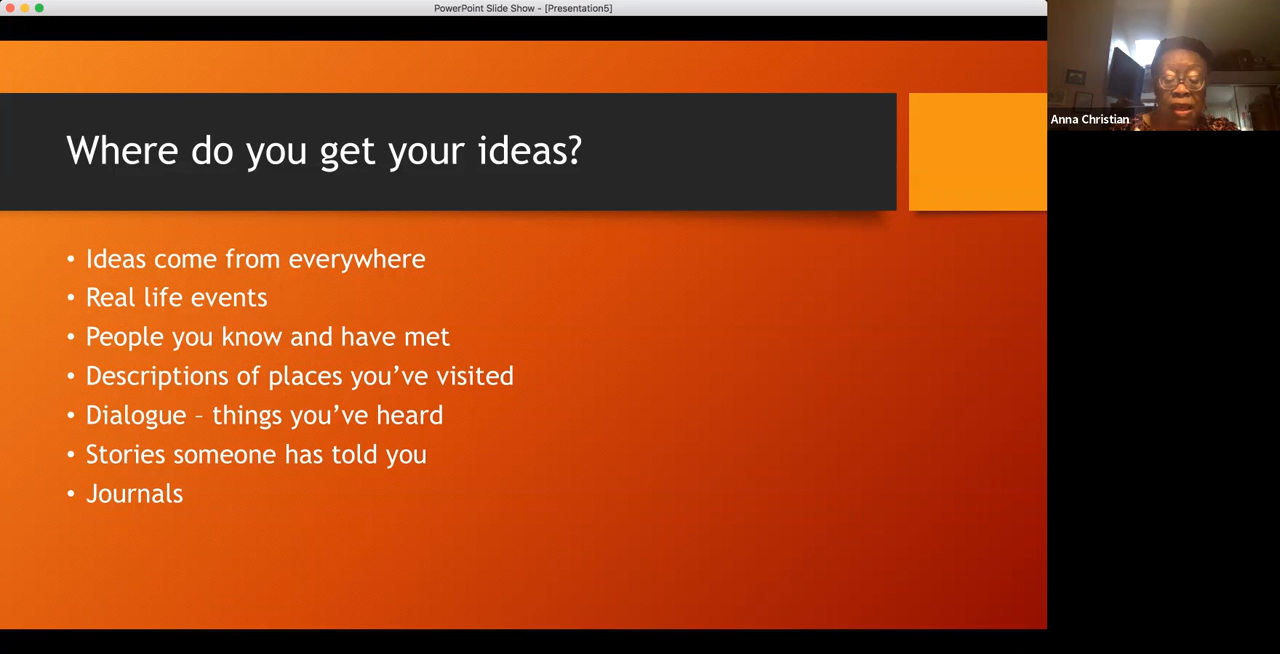 PowerPoint Slide Show - [Presentation5]
Where do you get your ideas?
• Ideas come from everywhere
• Real life events
• People you know and have met
• Descriptions of places you’ve visited
• Dialogue – things you’ve heard
• Stories someone has told you
• Journals
Anna Christian